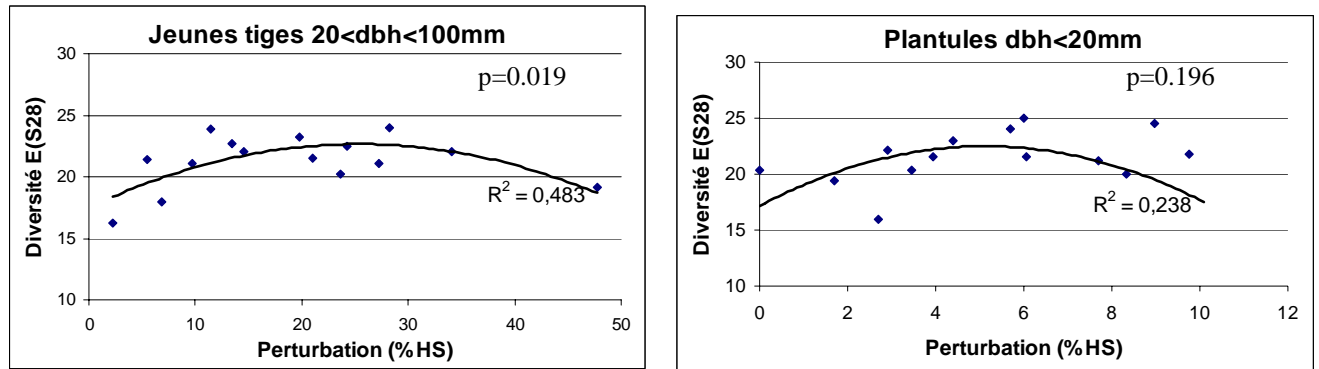 Jeunes tiges 20<dbh<100mm
p=0.019
Diversité E(S28)
30
25
20
15
10
R² = 0,483
0 10 20 30 40 50
Perturbation (%HS)
Plantules dbh<20mm
p=0.196
Diversité E(S28)
30
25
20
15
10
R² = 0,238
0 2 4 6 8 10 12
Perturbation (%HS)